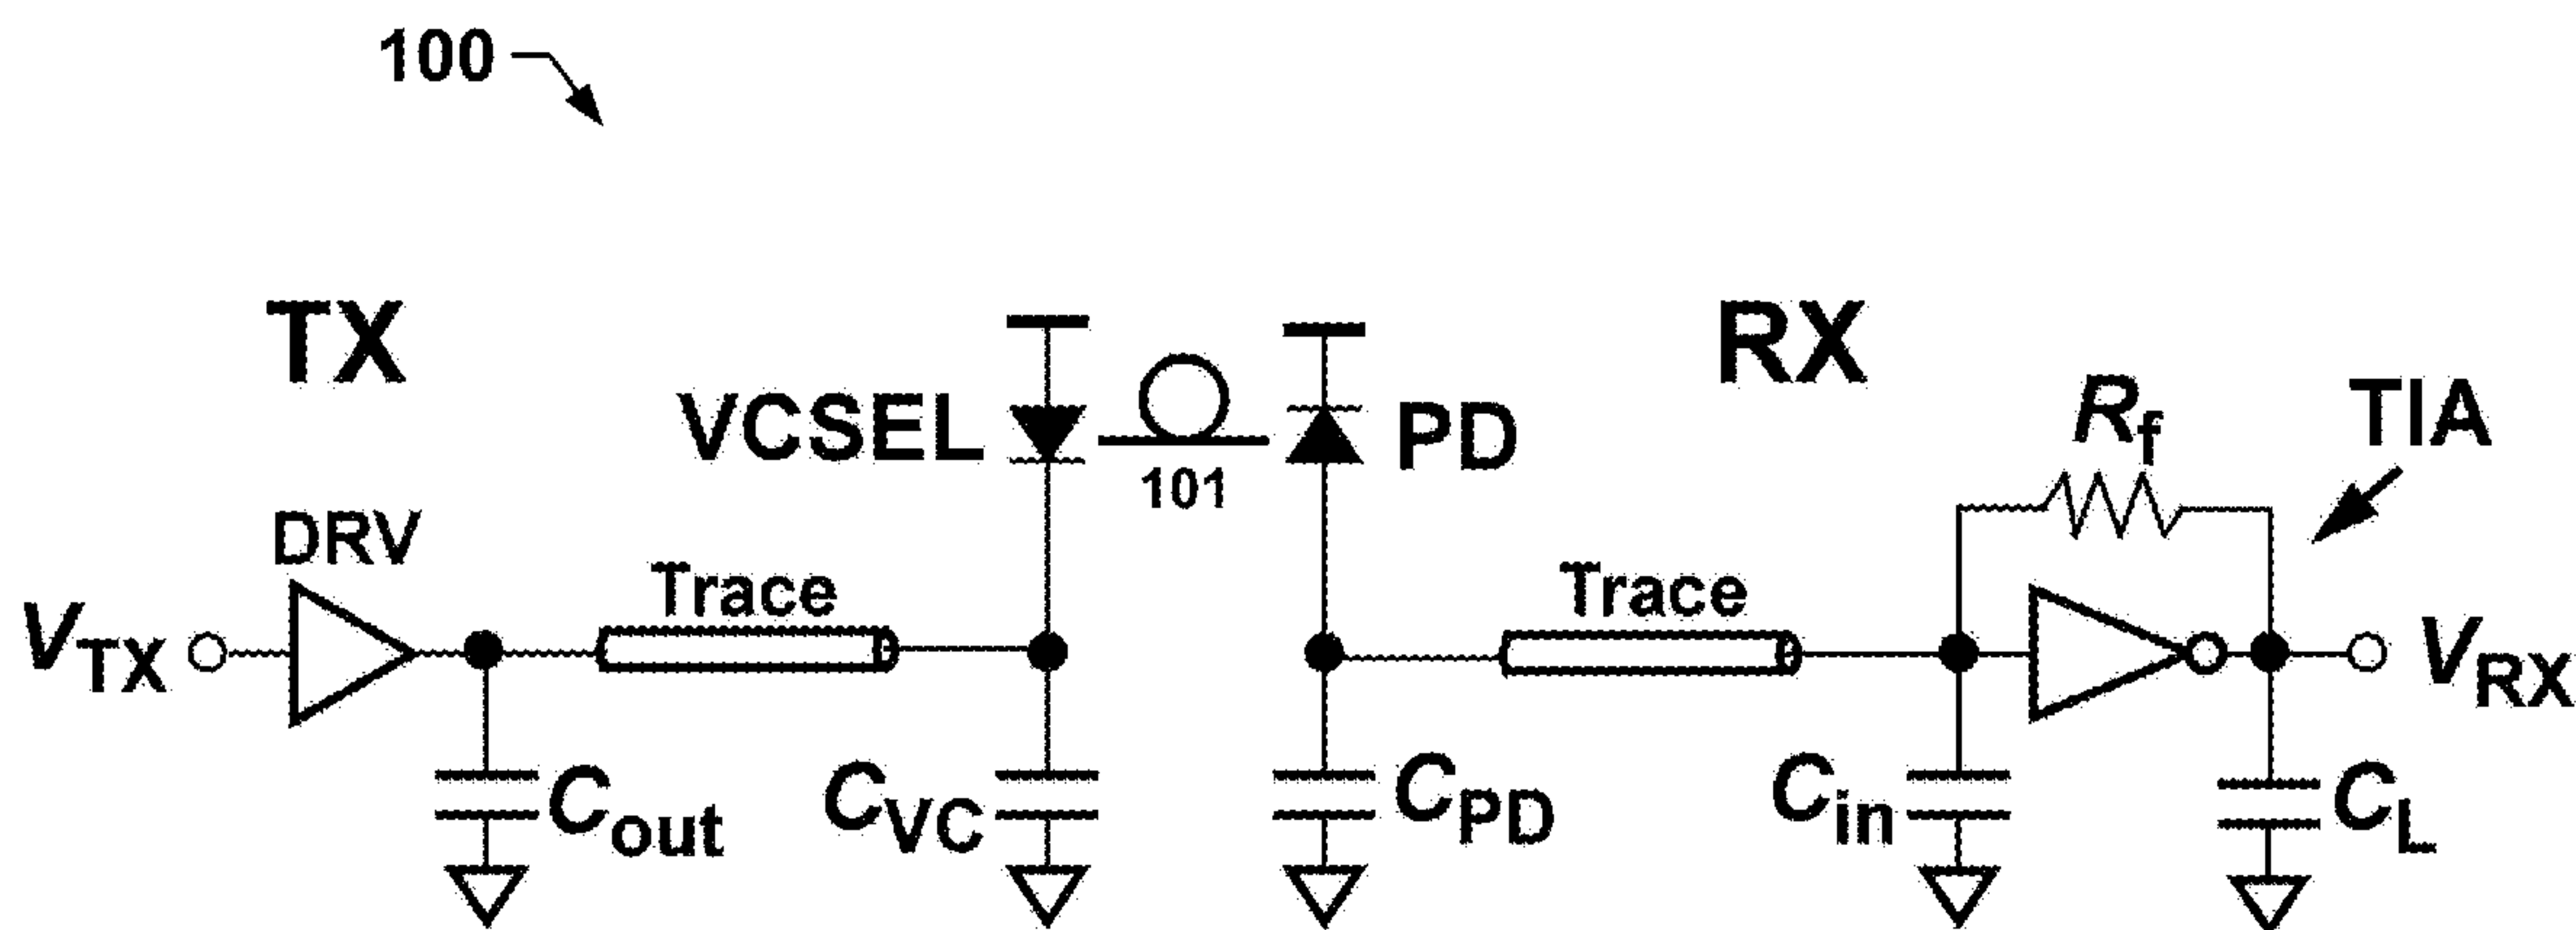 100
TX
RX
VCSEL
PD
101
R_f
TIA
DRV
Trace
Trace
V_TX
V_RX
C_out
C_VC
C_PD
C_in
C_L